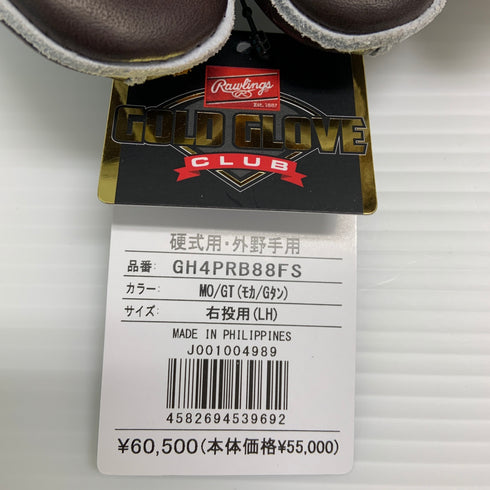 Rawlings
Est. 1887
GOLD GLOVE
CLUB
硬式用・外野手用
品番: GH4PRB88FS
カラー: MO/GT(ﾓｶ/Gﾀﾝ)
サイズ: 右投用(LH)
MADE IN PHILIPPINES
J001004989
4582694539692
¥60,500(本体価格¥55,000)